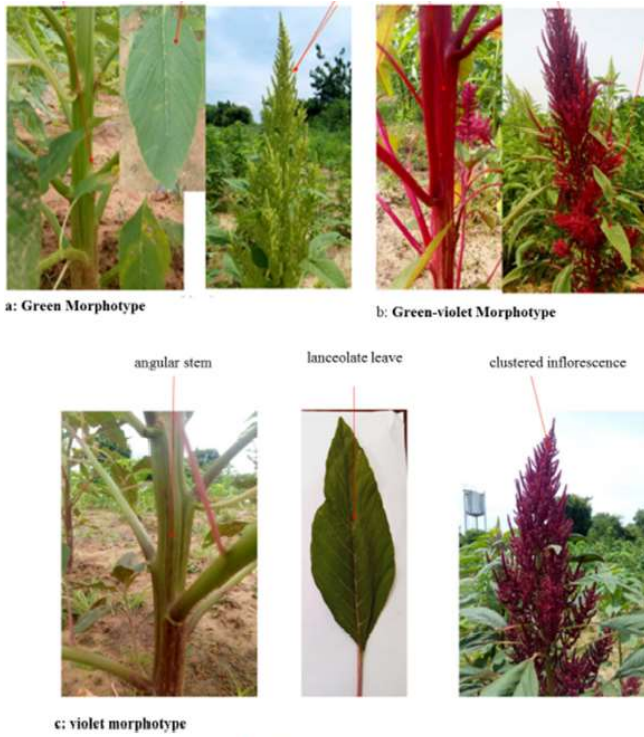 a: Green Morphotype
b: Green-violet Morphotype
angular stem
lanceolate leave
clustered inflorescence
c: violet morphotype